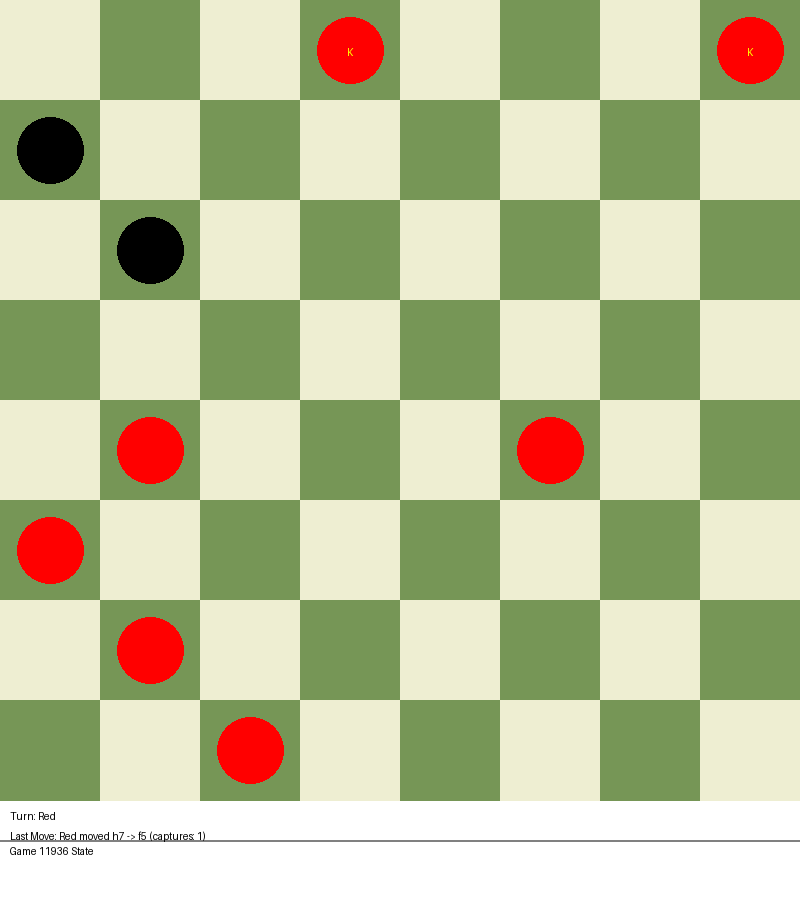 K
K
Turn: Red
Last Move: Red moved h7 -> f5 (captures: 1)
Game 11936 State